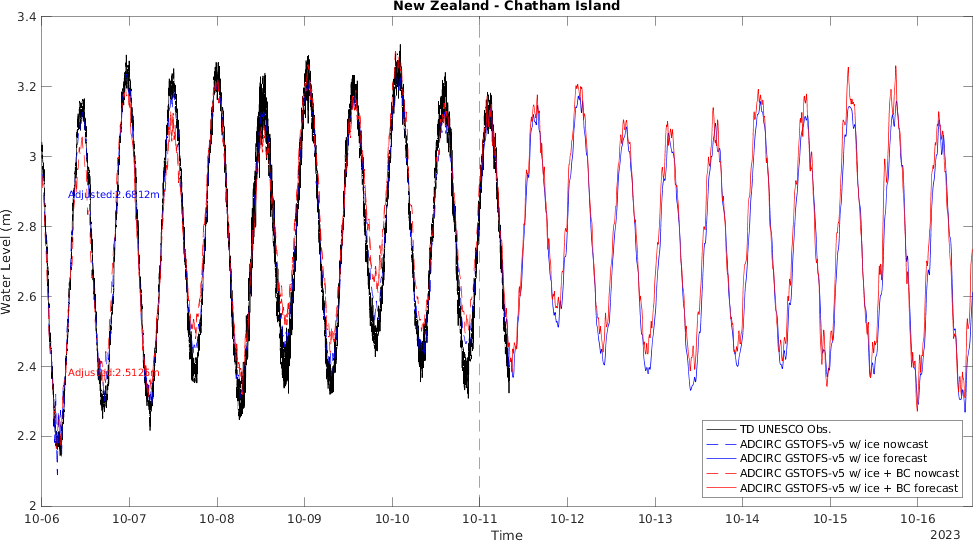 New Zealand - Chatham Island
3.4
3.2
3
2.8
2.6
2.4
2.2
2
Water Level (m)
Adjusted:2.6812m
Adjusted:2.5125m
TD UNESCO Obs.
ADCIRC GSTOFS-v5 w/ ice nowcast
ADCIRC GSTOFS-v5 w/ ice forecast
ADCIRC GSTOFS-v5 w/ ice + BC nowcast
ADCIRC GSTOFS-v5 w/ ice + BC forecast
10-06 10-07 10-08 10-09 10-10 10-11 10-12 10-13 10-14 10-15 10-16
Time
2023